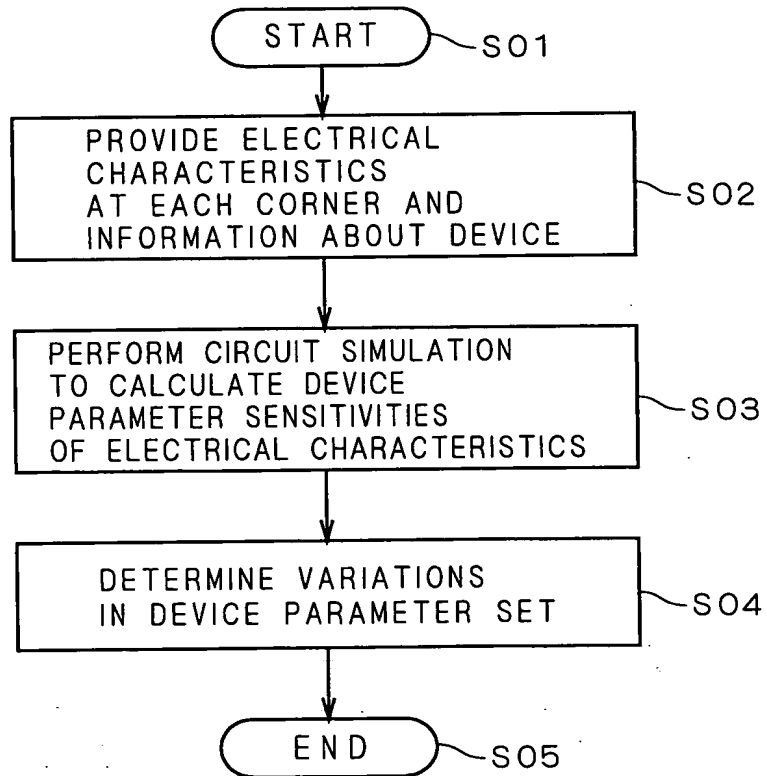 START
S01
PROVIDE ELECTRICAL
CHARACTERISTICS
AT EACH CORNER AND
INFORMATION ABOUT DEVICE
S02
PERFORM CIRCUIT SIMULATION
TO CALCULATE DEVICE
PARAMETER SENSITIVITIES
OF ELECTRICAL CHARACTERISTICS
S03
DETERMINE VARIATIONS
IN DEVICE PARAMETER SET
S04
END
S05